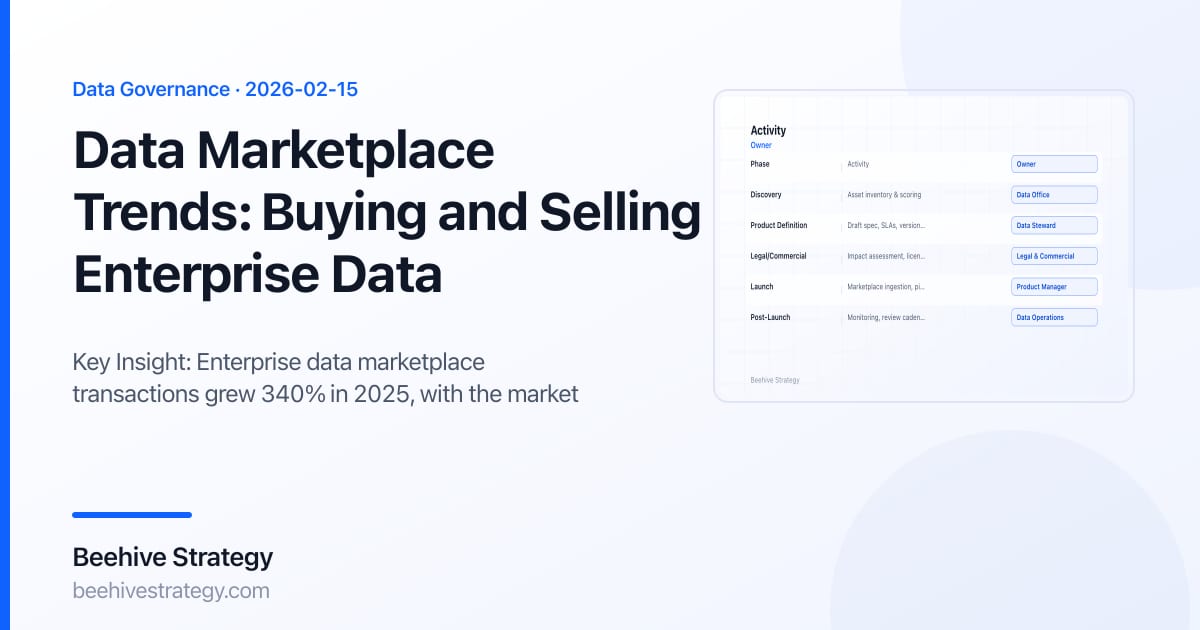 Data Governance · 2026-02-15
Data Marketplace
Trends: Buying and Selling
Enterprise Data
Key Insight: Enterprise data marketplace
transactions grew 340% in 2025, with the market
Beehive Strategy
beehivestrategy.com
Activity
Owner
Phase Activity Owner
Discovery Asset inventory & scoring Data Office
Product Definition Draft spec, SLAs, version... Data Steward
Legal/Commercial Impact assessment, licen... Legal & Commercial
Launch Marketplace ingestion, pi... Product Manager
Post-Launch Monitoring, review caden... Data Operations
Beehive Strategy